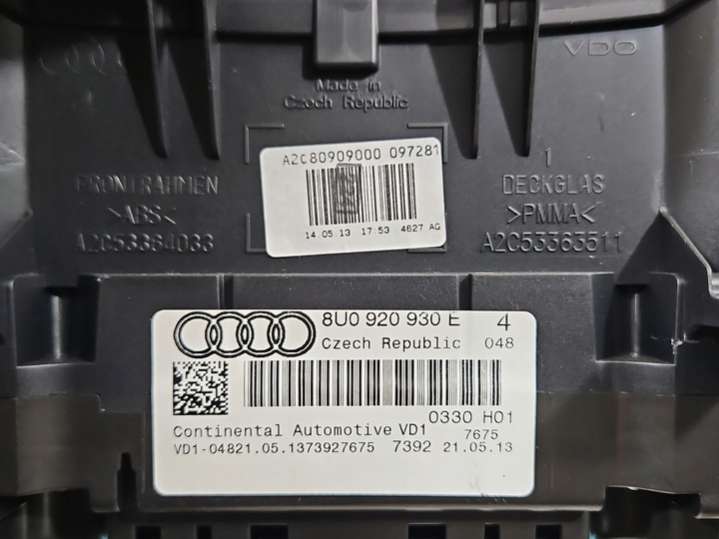 VDO
Made in
Czech Republic
A2C80909000 097281
14.05.13 17:53 4627 AG
FRONTRAHMEN
>ABS<
A2C53364033
1
DECKGLAS
>PMMA<
A2C53363511
8U0 920 930 E 4
Czech Republic 048
0330 H01
Continental Automotive VD1 7675
VD1-04821.05.1373927675 7392 21.05.13